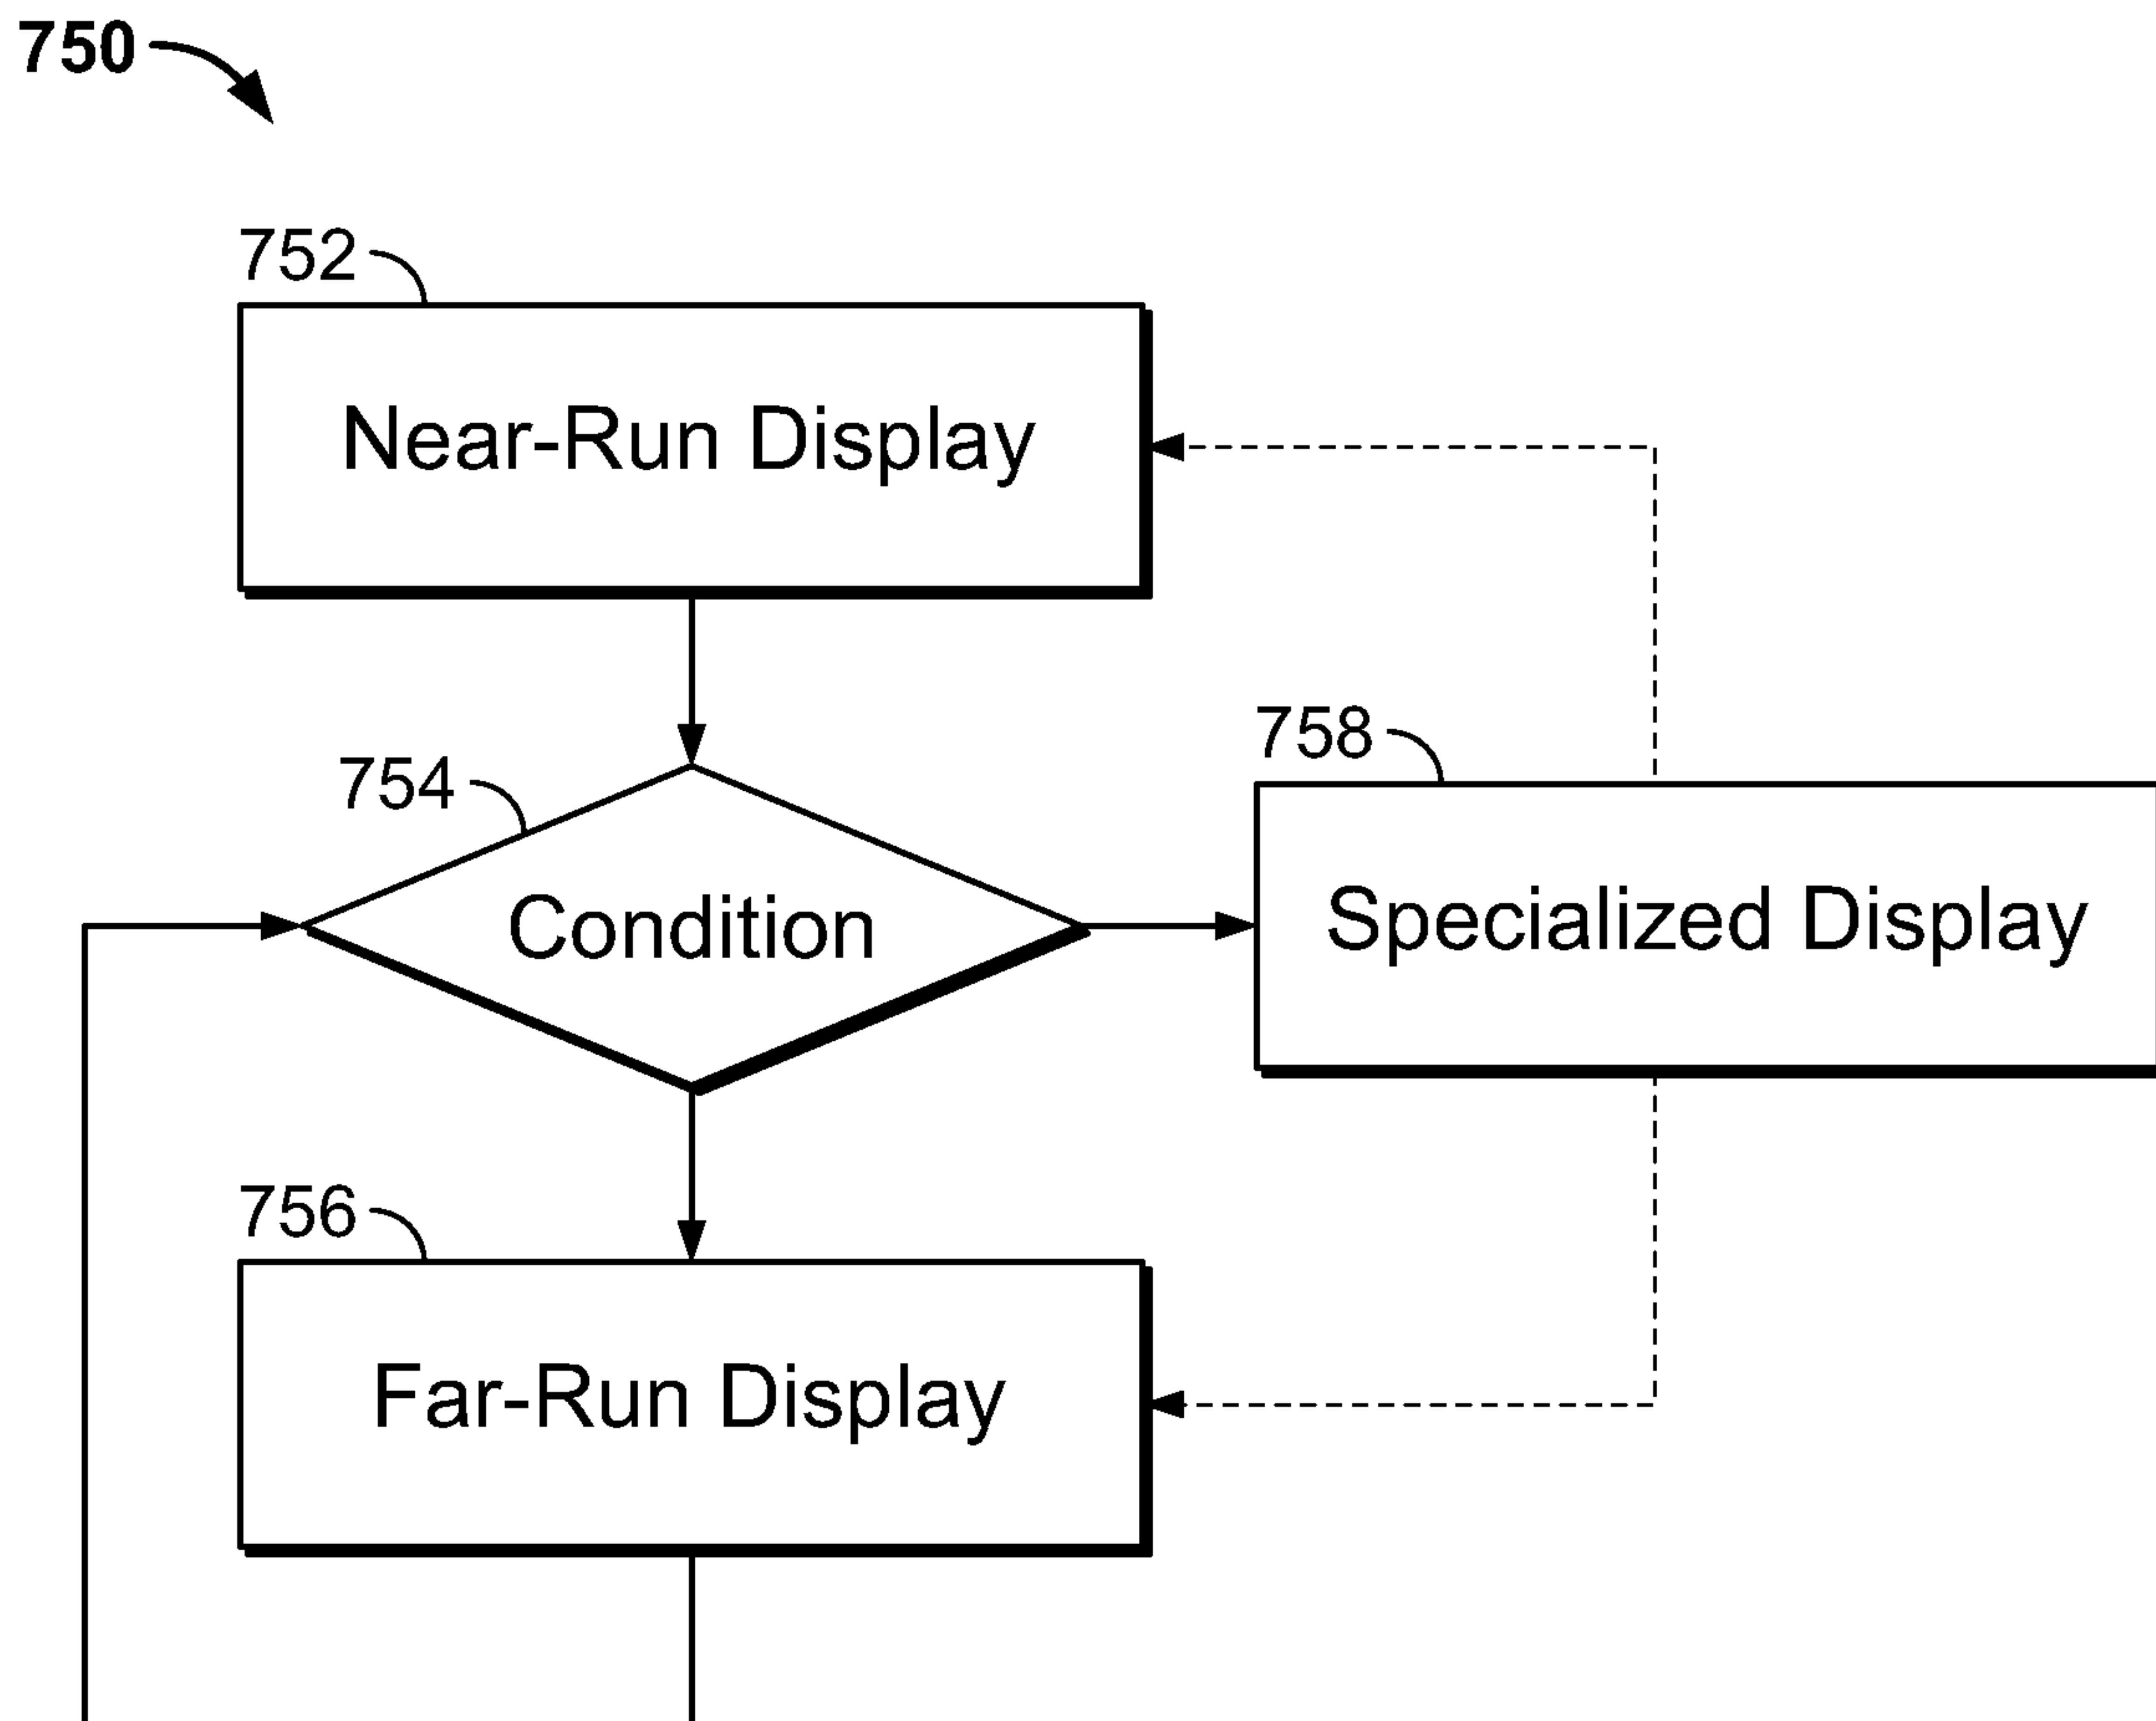 750
752
Near-Run Display
754
Condition
758
Specialized Display
756
Far-Run Display